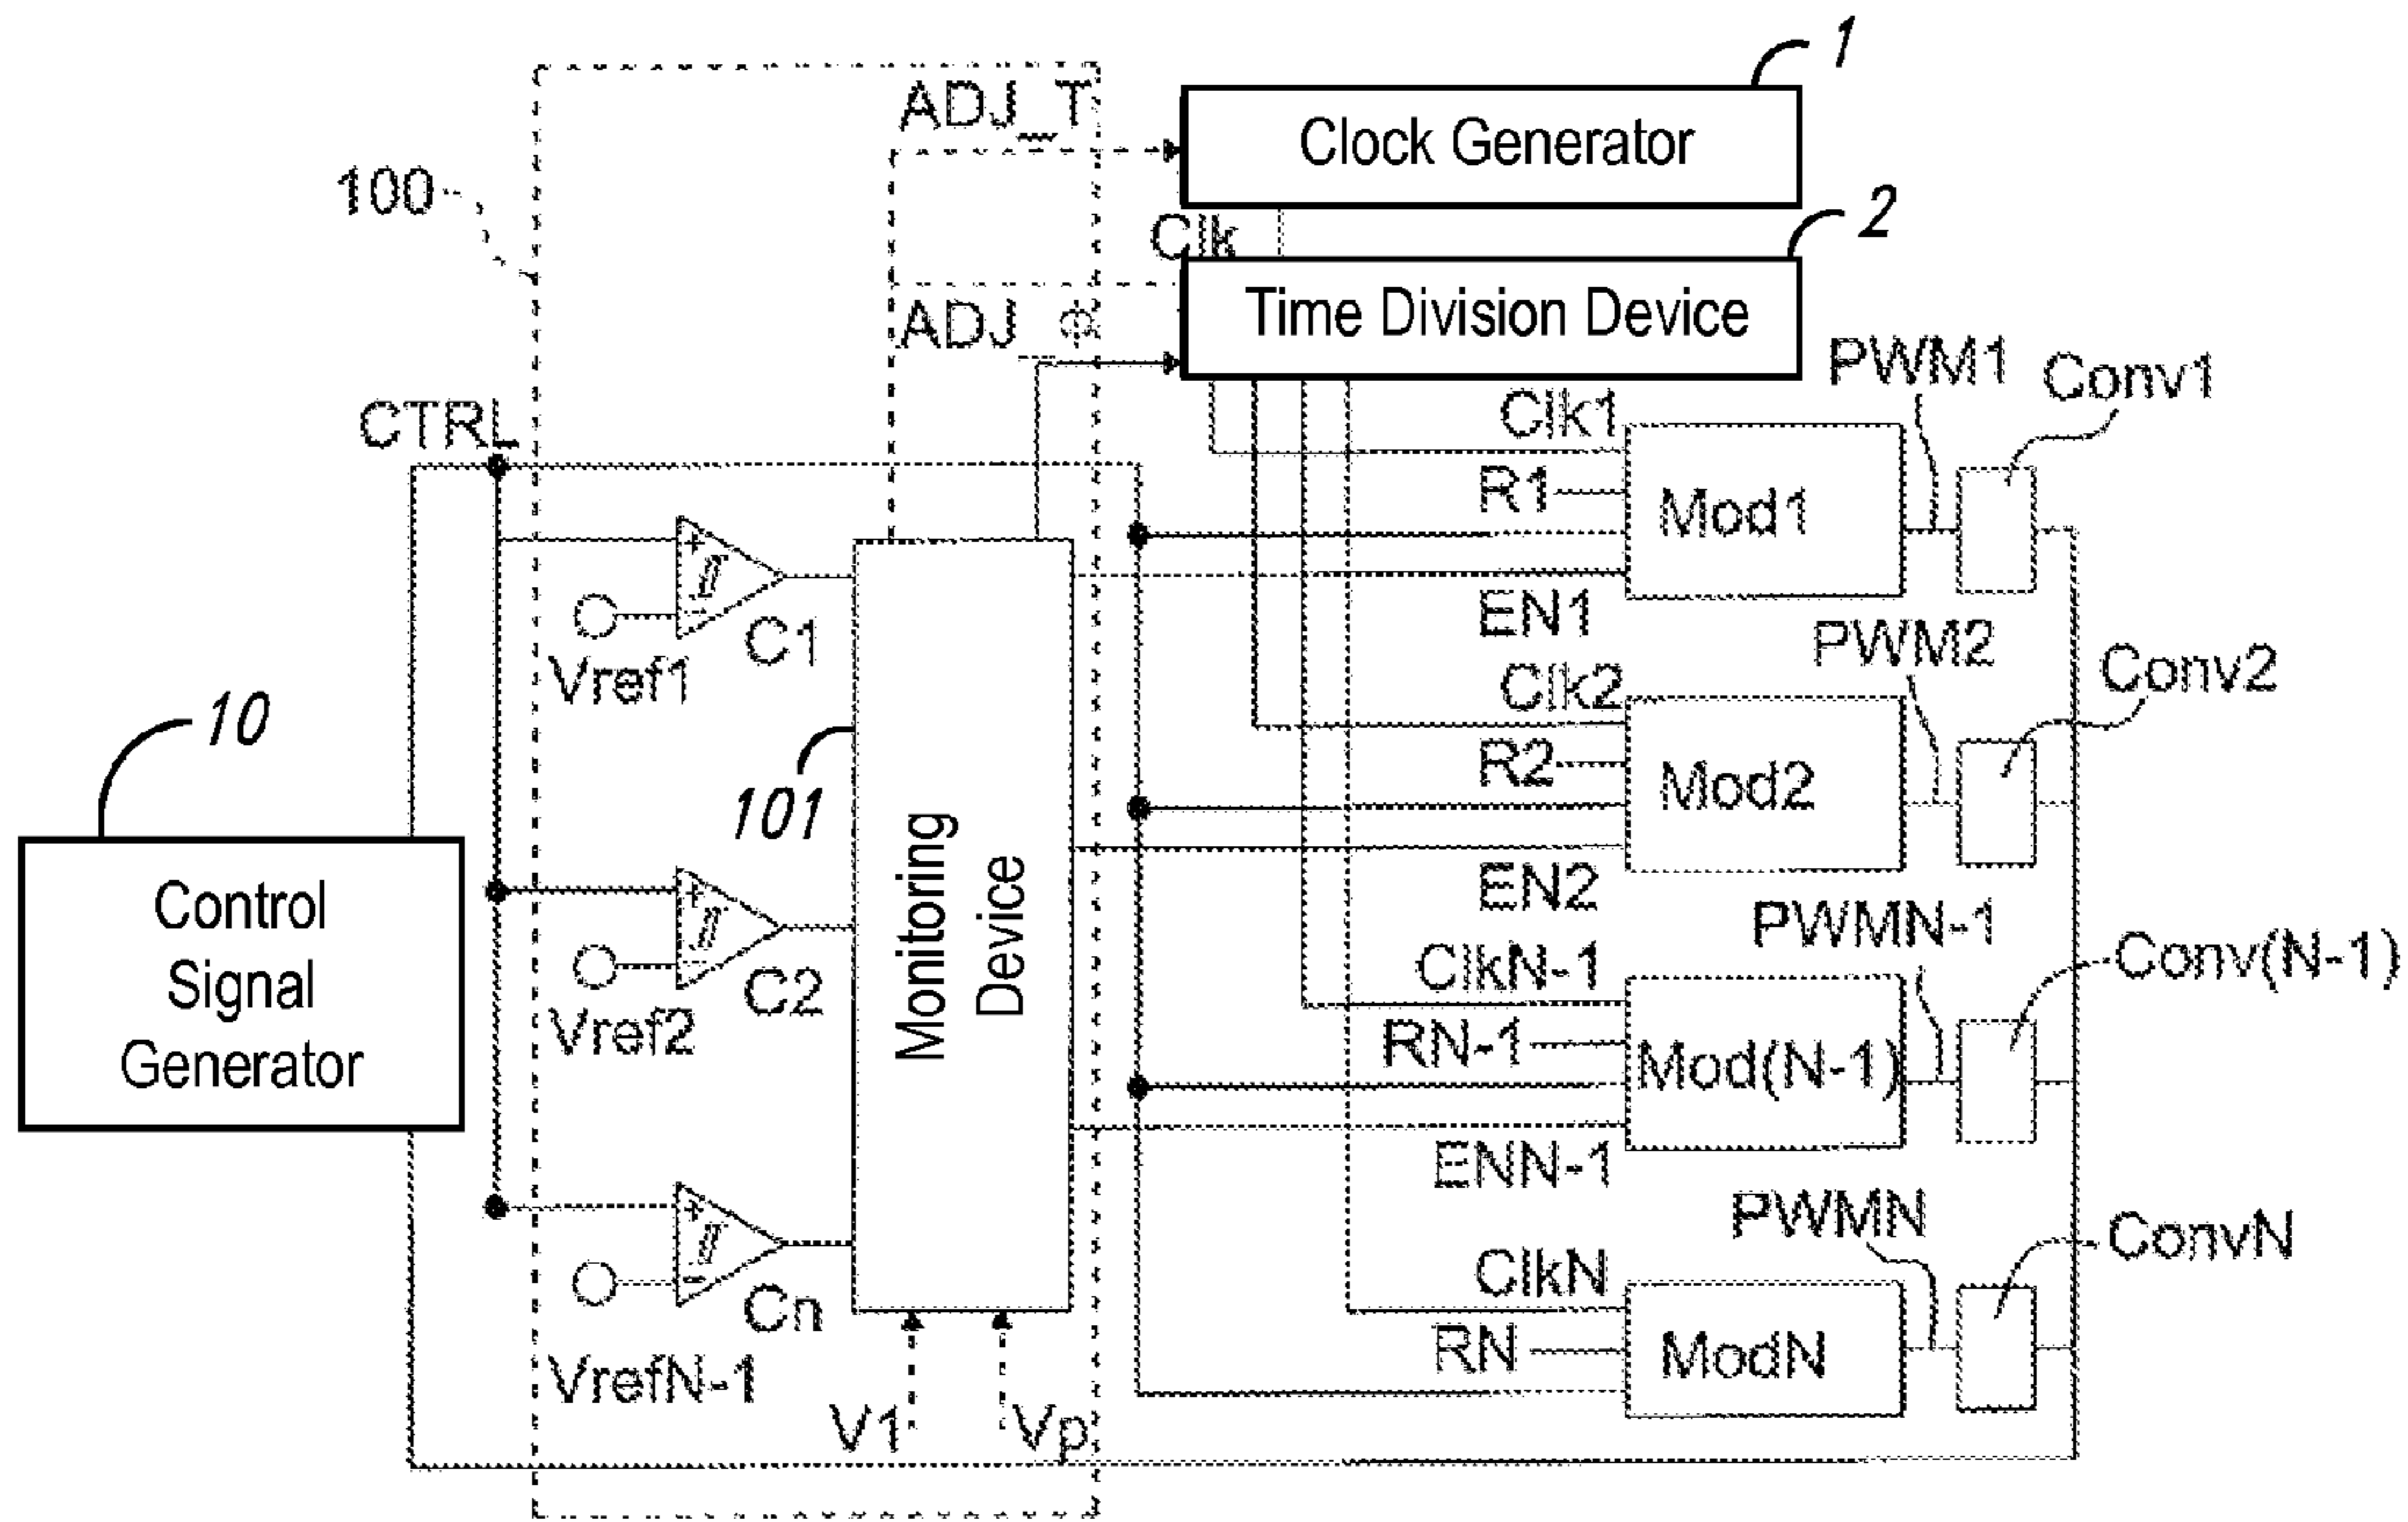 1
ADJ_T
Clock Generator
100
2
Clk
Time Division Device
ADJ_Φ
PWM1
Conv1
CTRL
Clk1
R1
Mod1
+
−
C1
EN1
Vref1
PWM2
Conv2
Clk2
10
R2
Mod2
101
Monitoring
Device
Control
Signal
Generator
+
−
C2
EN2
Vref2
PWMN-1
Conv(N-1)
ClkN-1
RN-1
Mod(N-1)
ENN-1
+
−
Cn
PWMN
ConvN
ClkN
RN
ModN
VrefN-1
V1
Vp